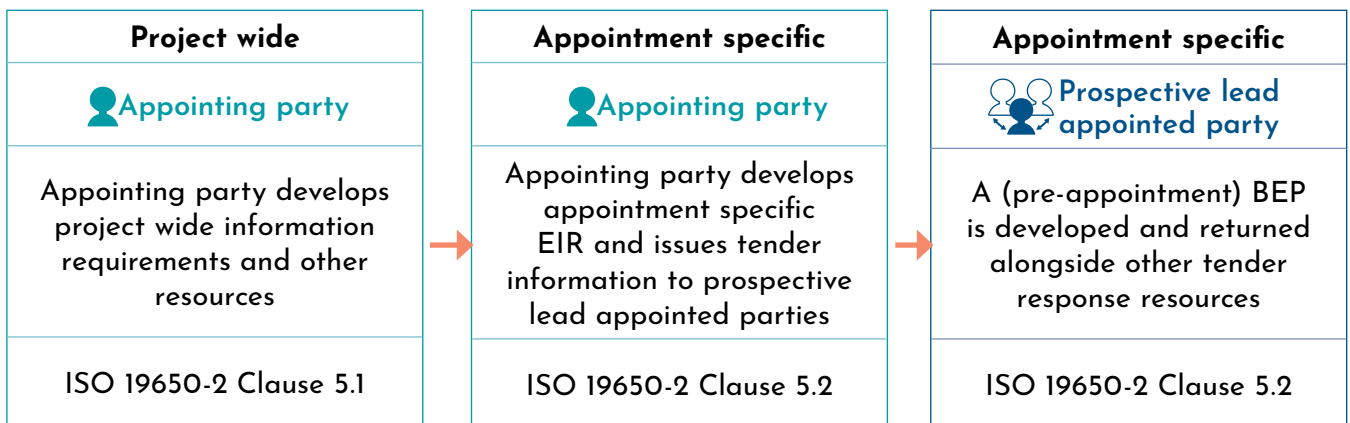 Project wide
Appointing party
Appointing party develops
project wide information
requirements and other
resources
ISO 19650-2 Clause 5.1
Appointment specific
Appointing party
Appointing party develops
appointment specific
EIR and issues tender
information to prospective
lead appointed parties
ISO 19650-2 Clause 5.2
Appointment specific
Prospective lead
appointed party
A (pre-appointment) BEP
is developed and returned
alongside other tender
response resources
ISO 19650-2 Clause 5.2